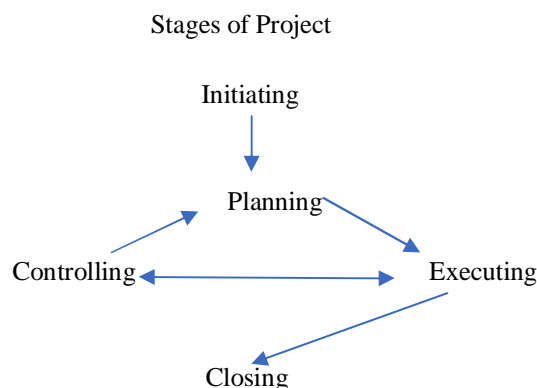 Stages of Project
Initiating
Planning
Controlling
Executing
Closing